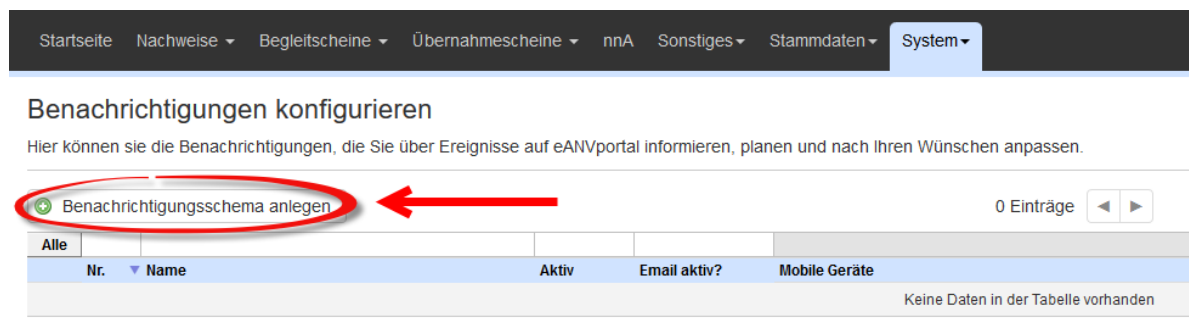 Startseite Nachweise Begleitscheine Übernahmescheine nnA Sonstiges Stammdaten System
Benachrichtigungen konfigurieren
Hier können sie die Benachrichtigungen, die Sie über Ereignisse auf eANVportal informieren, planen und nach Ihren Wünschen anpassen.
Benachrichtigungsschema anlegen 0 Einträge
Alle
Nr. Name Aktiv Email aktiv? Mobile Geräte
Keine Daten in der Tabelle vorhanden